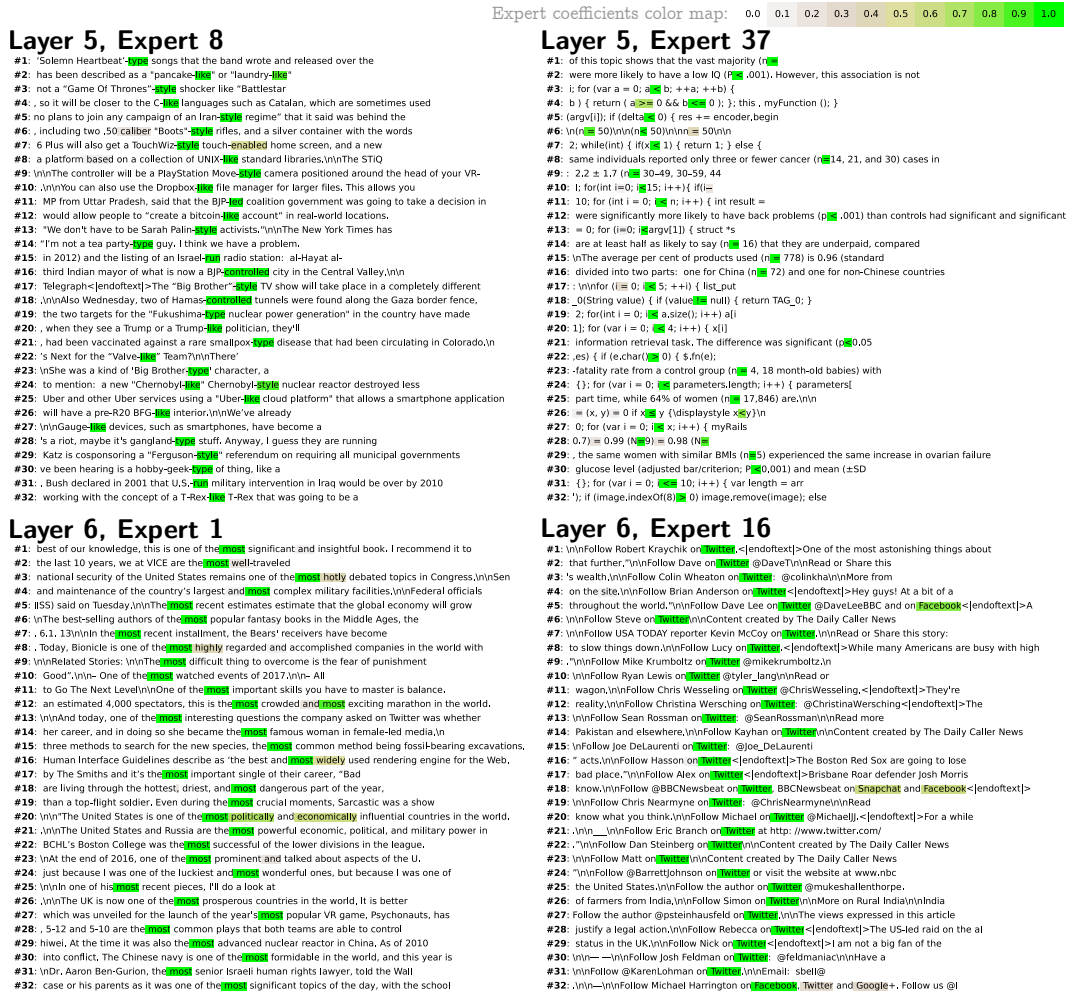 Expert coefficients color map: 0.0 0.1 0.2 0.3 0.4 0.5 0.6 0.7 0.8 0.9 1.0
Layer 5, Expert 8
#1: 'Solemn Heartbeat'-type songs that the band wrote and released over the
#2: has been described as a "pancake-like" or "laundry-like"
#3: not a “Game Of Thrones”-style shocker like “Battlestar
#4: , so it will be closer to the C-like languages such as Catalan, which are sometimes used
#5: no plans to join any campaign of an Iran-style regime” that it said was behind the
#6: , including two .50 caliber "Boots"-style rifles, and a silver container with the words
#7: 6 Plus will also get a TouchWiz-style touch-enabled home screen, and a new
#8: a platform based on a collection of UNIX-like standard libraries.\n\nThe STiQ
#9: \n\nThe controller will be a PlayStation Move-style camera positioned around the head of your VR-
#10: .\n\nYou can also use the Dropbox-like file manager for larger files. This allows you
#11: MP from Uttar Pradesh, said that the BJP-led coalition government was going to take a decision in
#12: would allow people to “create a bitcoin-like account” in real-world locations.
#13: "We don't have to be Sarah Palin-style activists."\n\nThe New York Times has
#14: “I’m not a tea party-type guy. I think we have a problem.
#15: in 2012) and the listing of an Israel-run radio station: al-Hayat al-
#16: third Indian mayor of what is now a BJP-controlled city in the Central Valley,\n\n
#17: Telegraph<|endoftext|>The “Big Brother”-style TV show will take place in a completely different
#18: .\n\nAlso Wednesday, two of Hamas-controlled tunnels were found along the Gaza border fence,
#19: the two targets for the "Fukushima-type nuclear power generation" in the country have made
#20: , when they see a Trump or a Trump-like politician, they'll
#21: , had been vaccinated against a rare smallpox-type disease that had been circulating in Colorado.\n
#22: 's Next for the “Valve-like” Team?\n\nThere’
#23: \nShe was a kind of 'Big Brother-type' character, a
#24: to mention: a new "Chernobyl-like" Chernobyl-style nuclear reactor destroyed less
#25: Uber and other Uber services using a "Uber-like cloud platform" that allows a smartphone application
#26: will have a pre-R20 BFG-like interior.\n\nWe’ve already
#27: \n\nGauge-like devices, such as smartphones, have become a
#28: 's a riot, maybe it's gangland-type stuff. Anyway, I guess they are running
#29: Katz is cosponsoring a "Ferguson-style" referendum on requiring all municipal governments
#30: ve been hearing is a hobby-geek-type of thing, like a
#31: , Bush declared in 2001 that U.S.-run military intervention in Iraq would be over by 2010
#32: working with the concept of a T-Rex-like T-Rex that was going to be a
Layer 5, Expert 37
#1: of this topic shows that the vast majority (n =
#2: were more likely to have a low IQ (P < .001). However, this association is not
#3: i; for (var a = 0; a < b; ++a; ++b) {
#4: b ) { return ( a >= 0 && b <= 0 ); }; this , myFunction (); }
#5: (argv[i]); if (delta < 0) { res += encoder,begin
#6: \n(n = 50)\n\n(n < 50)\n\nn = 50\n\n
#7: 2; while(int) { if(x < 1) { return 1; } else {
#8: same individuals reported only three or fewer cancer (n=14, 21, and 30) cases in
#9: : 2.2 ± 1.7 (n = 30–49, 30–59, 44
#10: l; for(int i=0; i<15; i++){ if(i−
#11: 10; for (int i = 0; i < n; i++) { int result =
#12: were significantly more likely to have back problems (p < .001) than controls had significant and significant
#13: = 0; for (i=0; i<argv[1]) { struct *s
#14: are at least half as likely to say (n = 16) that they are underpaid, compared
#15: \nThe average per cent of products used (n = 778) is 0.96 (standard
#16: divided into two parts: one for China (n = 72) and one for non-Chinese countries
#17: : \n\nfor (i = 0; i < 5; ++i) { list_put
#18: _0(String value) { if (value != null) { return TAG_0; }
#19: 2; for(int i = 0; i < a,size(); i++) a[i
#20: 1]; for (var i = 0; i < 4; i++) { x[i]
#21: information retrieval task. The difference was significant (p<0.05
#22: ,es) { if (e.char() > 0) { $.fn(e);
#23: -fatality rate from a control group (n = 4, 18 month-old babies) with
#24: {}; for (var i = 0; i < parameters.length; i++) { parameters[
#25: part time, while 64% of women (n = 17,846) are.\n\n
#26: = (x, y) = 0 if x ≤ y {\displaystyle x<y}\n
#27: 0; for (var i = 0; i < x; i++) { myRails
#28: 0.7) = 0.99 (N=9) = 0.98 (N=
#29: , the same women with similar BMIs (n=5) experienced the same increase in ovarian failure
#30: glucose level (adjusted bar/criterion; P<0,001) and mean (±SD
#31: {}; for (var i = 0; i <= 10; i++) { var length = arr
#32: '); if (image.indexOf(8) > 0) image.remove(image); else
Layer 6, Expert 1
#1: best of our knowledge, this is one of the most significant and insightful book. I recommend it to
#2: the last 10 years, we at VICE are the most well-traveled
#3: national security of the United States remains one of the most hotly debated topics in Congress.\n\nSen
#4: and maintenance of the country's largest and most complex military facilities,\n\nFederal officials
#5: IISS) said on Tuesday.\n\nThe most recent estimates estimate that the global economy will grow
#6: \nThe best-selling authors of the most popular fantasy books in the Middle Ages, the
#7: . 6.1. 13\n\nIn the most recent installment, the Bears' receivers have become
#8: . Today, Bionicle is one of the most highly regarded and accomplished companies in the world with
#9: \n\nRelated Stories: \n\nThe most difficult thing to overcome is the fear of punishment
#10: Good”.\n\n– One of the most watched events of 2017.\n\n– All
#11: to Go The Next Level\n\nOne of the most important skills you have to master is balance.
#12: an estimated 4,000 spectators, this is the most crowded and most exciting marathon in the world.
#13: \n\nAnd today, one of the most interesting questions the company asked on Twitter was whether
#14: her career, and in doing so she became the most famous woman in female-led media,\n
#15: three methods to search for the new species, the most common method being fossil-bearing excavations,
#16: Human Interface Guidelines describe as ‘the best and most widely used rendering engine for the Web,
#17: by The Smiths and it’s the most important single of their career, “Bad
#18: are living through the hottest, driest, and most dangerous part of the year,
#19: than a top-flight soldier. Even during the most crucial moments, Sarcastic was a show
#20: \n\n"The United States is one of the most politically and economically influential countries in the world.
#21: .\n\nThe United States and Russia are the most powerful economic, political, and military power in
#22: BCHL's Boston College was the most successful of the lower divisions in the league.
#23: \nAt the end of 2016, one of the most prominent and talked about aspects of the U.
#24: just because I was one of the luckiest and most wonderful ones, but because I was one of
#25: \n\nIn one of his most recent pieces, I'll do a look at
#26: .\n\nThe UK is now one of the most prosperous countries in the world, It is better
#27: which was unveiled for the launch of the year's most popular VR game, Psychonauts, has
#28: , 5-12 and 5-10 are the most common plays that both teams are able to control
#29: hiwei, At the time it was also the most advanced nuclear reactor in China, As of 2010
#30: into conflict, The Chinese navy is one of the most formidable in the world, and this year is
#31: \nDr. Aaron Ben-Gurion, the most senior Israeli human rights lawyer, told the Wall
#32: case or his parents as it was one of the most significant topics of the day, with the school
Layer 6, Expert 16
#1: \n\nFollow Robert Kraychik on Twitter.<|endoftext|>One of the most astonishing things about
#2: that further,”\n\nFollow Dave on Twitter @DaveT\n\nRead or Share this
#3: 's wealth.\n\nFollow Colin Wheaton on Twitter: @colinkha\n\nMore from
#4: on the site.\n\nFollow Brian Anderson on Twitter<|endoftext|>Hey guys! At a bit of a
#5: throughout the world."\n\nFollow Dave Lee on Twitter @DaveLeeBBC and on Facebook<|endoftext|>A
#6: \n\nFollow Steve on Twitter\n\nContent created by The Daily Caller News
#7: \n\nFollow USA TODAY reporter Kevin McCoy on Twitter.\n\nRead or Share this story:
#8: to slow things down.\n\nFollow Lucy on Twitter.<|endoftext|>While many Americans are busy with high
#9: .”\n\nFollow Mike Krumboltz on Twitter @mikekrumboltz.\n
#10: \n\nFollow Ryan Lewis on Twitter @tyler_lang\n\nRead or
#11: wagon,\n\nFollow Chris Wesseling on Twitter @ChrisWesseling,<|endoftext|>They're
#12: reality.\n\nFollow Christina Wersching on Twitter: @ChristinaWersching<|endoftext|>The
#13: \n\nFollow Sean Rossman on Twitter: @SeanRossman\n\nRead more
#14: Pakistan and elsewhere,\n\nFollow Kayhan on Twitter\n\nContent created by The Daily Caller News
#15: \n\nFollow Joe DeLaurenti on Twitter: @Joe_DeLaurenti
#16: ” acts.\n\nFollow Hasson on Twitter<|endoftext|>The Boston Red Sox are going to lose
#17: bad place.”\n\nFollow Alex on Twitter<|endoftext|>Brisbane Roar defender Josh Morris
#18: know.\n\nFollow @BBCNewsbeat on Twitter, BBCNewsbeat on Snapchat and Facebook<|endoftext|>
#19: \n\nFollow Chris Nearmyne on Twitter: @ChrisNearmyne\n\nRead
#20: know what you think.\n\nFollow Michael on Twitter @MichaelJJ.<|endoftext|>For a while
#21: .\n\n___\n\nFollow Eric Branch on Twitter at http: //www.twitter.com/
#22: .”\n\nFollow Dan Steinberg on Twitter\n\nContent created by The Daily Caller News
#23: \n\nFollow Matt on Twitter\n\nContent created by The Daily Caller News
#24: ”\n\nFollow @BarrettJohnson on Twitter or visit the website at www.nbc
#25: the United States.\n\nFollow the author on Twitter @mukeshallenthorpe.
#26: of farmers from India,\n\nFollow Simon on Twitter\n\nMore on Rural India\n\nIndia
#27: Follow the author @psteinhausfeld on Twitter,\n\nThe views expressed in this article
#28: justify a legal action.\n\nFollow Rebecca on Twitter<|endoftext|>The US-led raid on the al
#29: status in the UK.\n\nFollow Nick on Twitter<|endoftext|>I am not a big fan of the
#30: \n\n— —\n\nFollow Josh Feldman on Twitter: @feldmaniac\n\nHave a
#31: \n\nFollow @KarenLohman on Twitter\n\nEmail: sbell@
#32: .\n\n—\n\nFollow Michael Harrington on Facebook, Twitter and Google+. Follow us @l